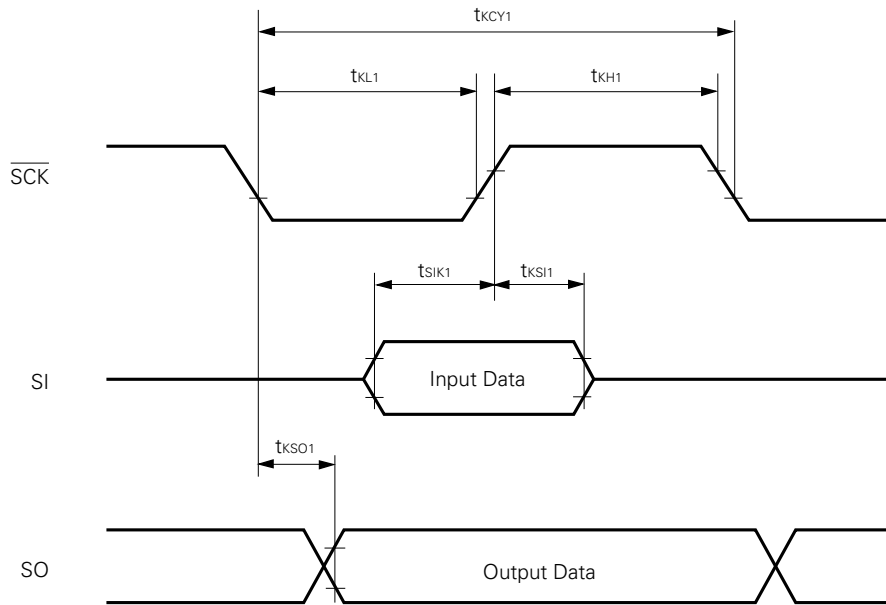 tKCY1
tKL1
tKH1
SCK
tSIK1
tKSI1
SI
Input Data
tKSO1
SO
Output Data